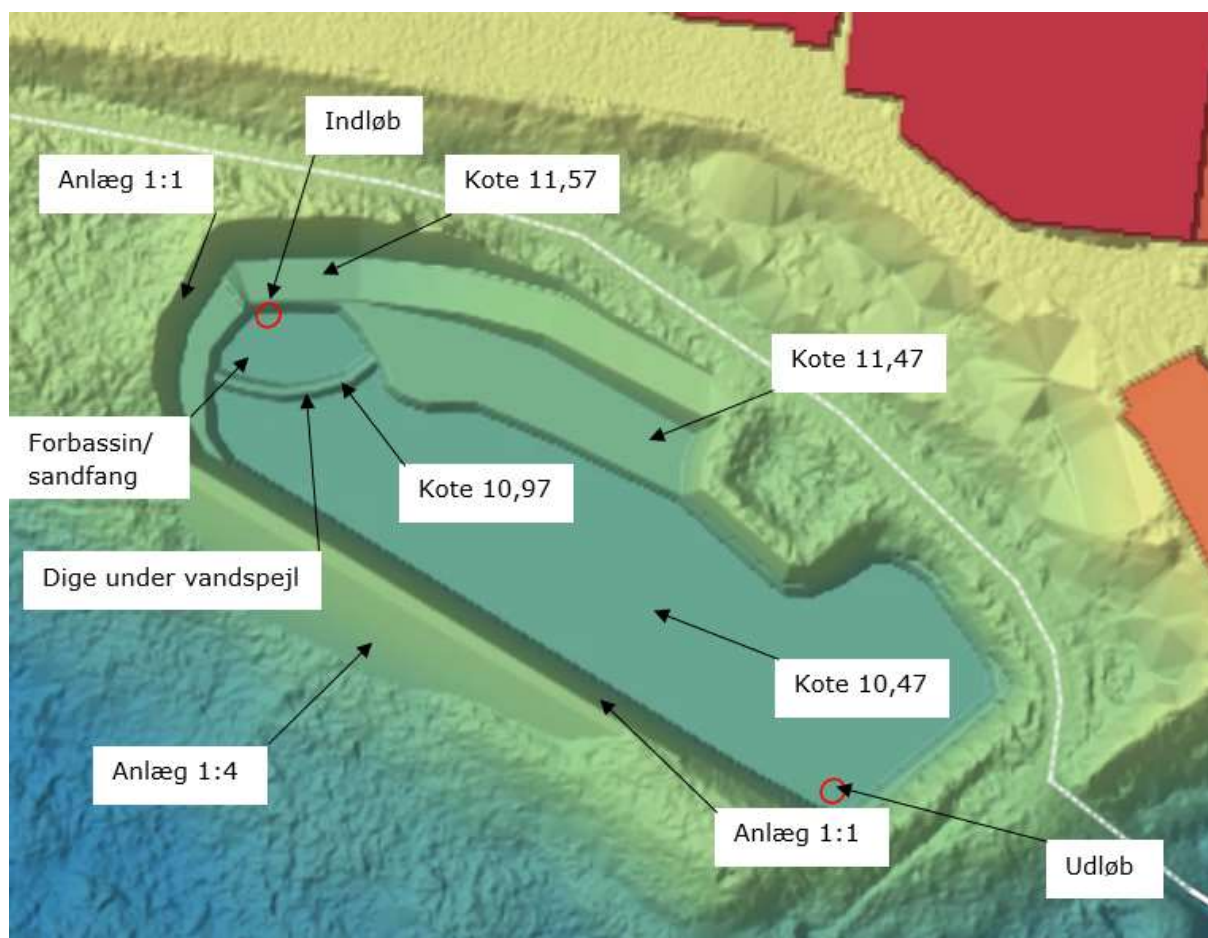 Indløb
Anlæg 1:1
Kote 11,57
Kote 11,47
Forbassin/
sandfang
Kote 10,97
Dige under vandspejl
Kote 10,47
Anlæg 1:4
Anlæg 1:1
Udløb